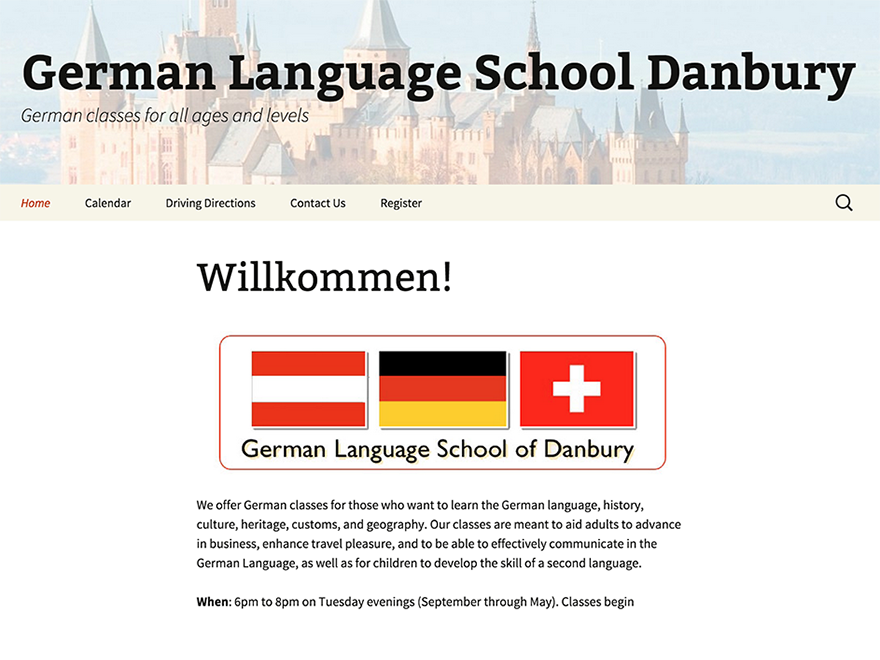 German Language School Danbury
German classes for all ages and levels
Home Calendar Driving Directions Contact Us Register
Willkommen!
German Language School of Danbury
We offer German classes for those who want to learn the German language, history,
culture, heritage, customs, and geography. Our classes are meant to aid adults to advance
in business, enhance travel pleasure, and to be able to effectively communicate in the
German Language, as well as for children to develop the skill of a second language.
When: 6pm to 8pm on Tuesday evenings (September through May). Classes begin